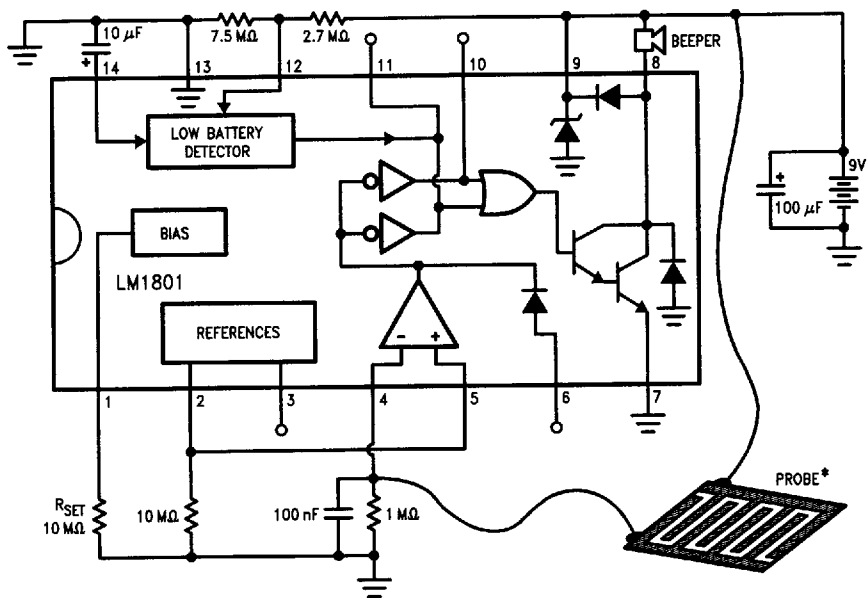 10 µF
7.5 MΩ
2.7 MΩ
BEEPER
+
14
13
12
11
10
9
8
LOW BATTERY
DETECTOR
9V
+
100 µF
BIAS
LM1801
REFERENCES
- +
1
2
3
4
5
6
7
PROBE*
RSET
10 MΩ
10 MΩ
100 nF
1 MΩ